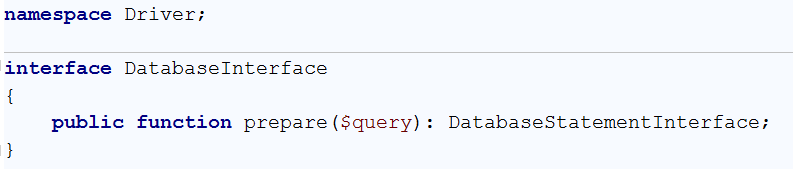 namespace Driver;
interface DatabaseInterface
{
    public function prepare($query): DatabaseStatementInterface;
}